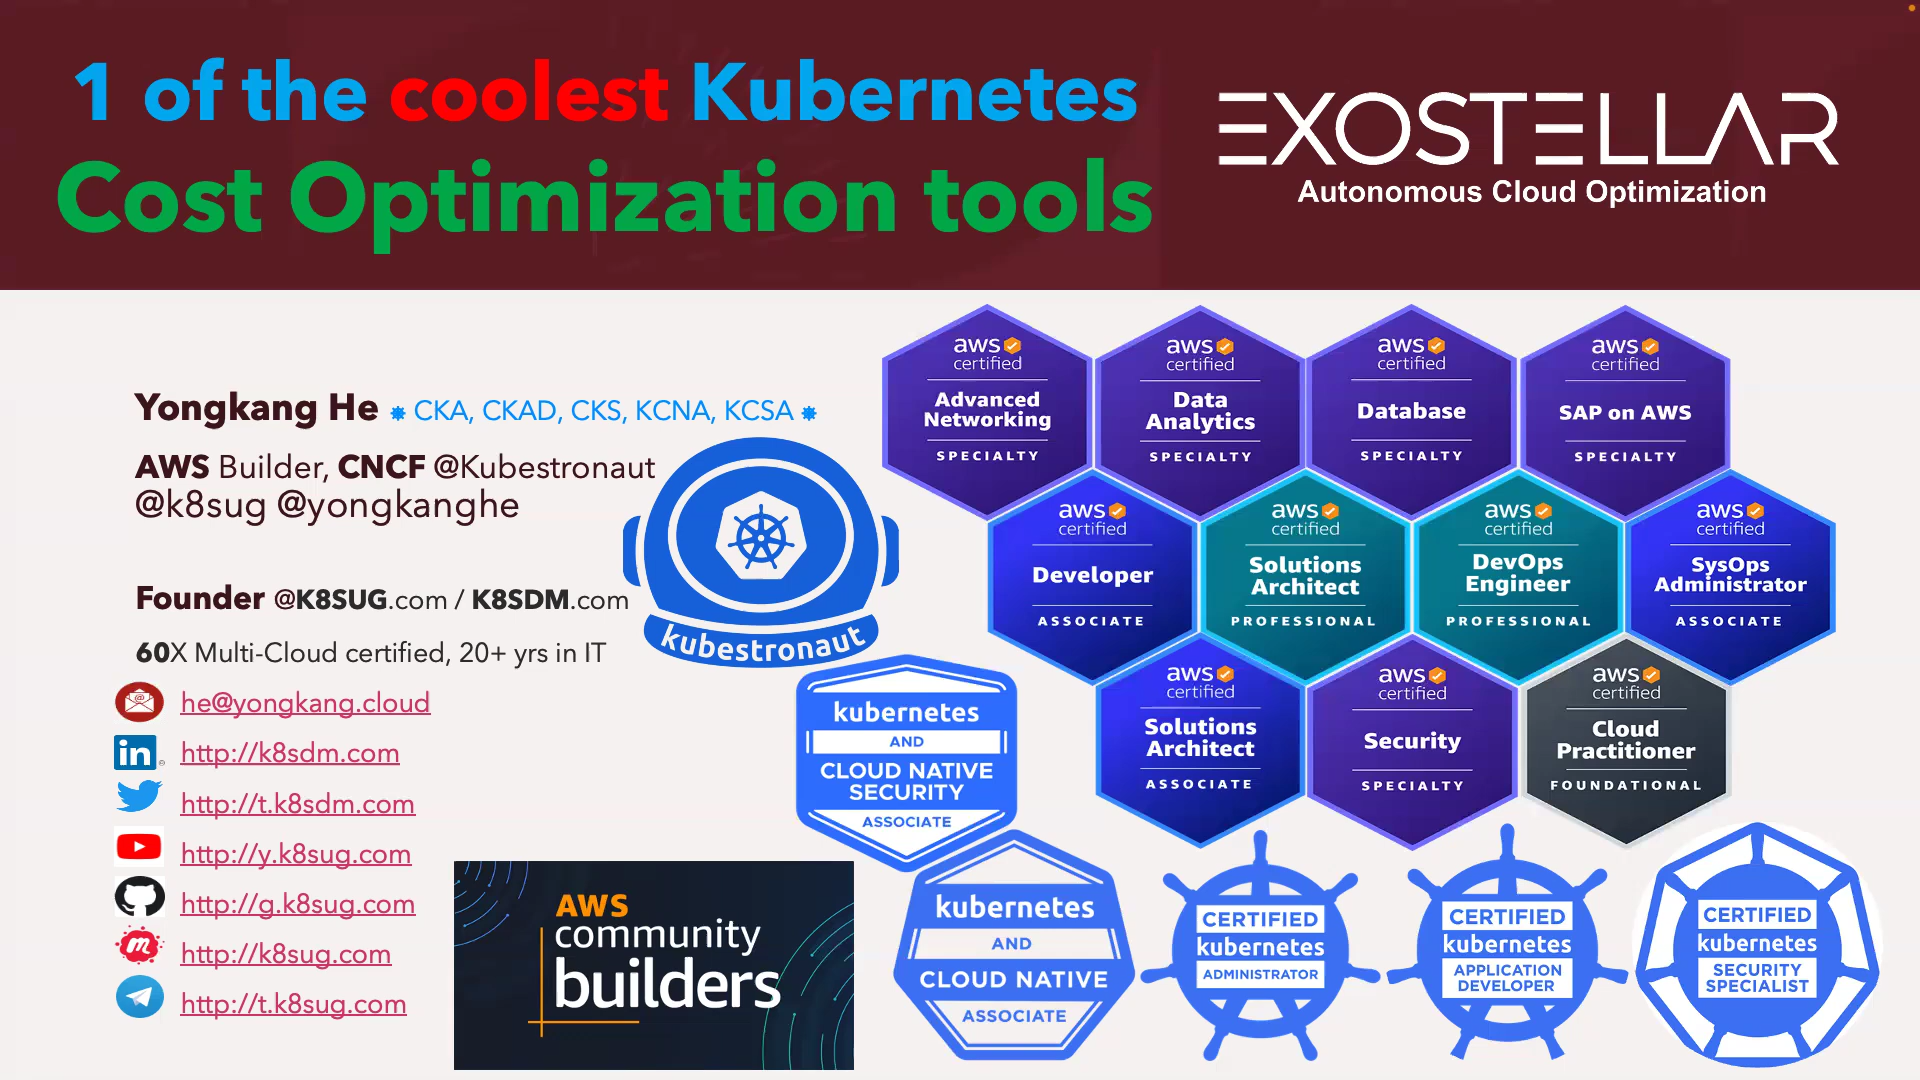 1 of the coolest Kubernetes
Cost Optimization tools
EXOSTELLAR
Autonomous Cloud Optimization
Yongkang He ✸ CKA, CKAD, CKS, KCNA, KCSA ✸
AWS Builder, CNCF @Kubestronaut
@k8sug @yongkanghe
Founder @K8SUG.com / K8SDM.com
60X Multi-Cloud certified, 20+ yrs in IT
he@yongkang.cloud
in
http://k8sdm.com
http://t.k8sdm.com
http://y.k8sug.com
http://g.k8sug.com
m
http://k8sug.com
http://t.k8sug.com
kubestronaut
AWS
community
builders
aws
certified
Advanced
Networking
SPECIALTY
aws
certified
Data
Analytics
SPECIALTY
aws
certified
Database
SPECIALTY
aws
certified
SAP on AWS
SPECIALTY
aws
certified
Developer
ASSOCIATE
aws
certified
Solutions
Architect
PROFESSIONAL
aws
certified
DevOps
Engineer
PROFESSIONAL
aws
certified
SysOps
Administrator
ASSOCIATE
aws
certified
Solutions
Architect
ASSOCIATE
aws
certified
Security
SPECIALTY
aws
certified
Cloud
Practitioner
FOUNDATIONAL
kubernetes
AND
CLOUD NATIVE
SECURITY
ASSOCIATE
kubernetes
AND
CLOUD NATIVE
ASSOCIATE
CERTIFIED
kubernetes
ADMINISTRATOR
CERTIFIED
kubernetes
APPLICATION
DEVELOPER
CERTIFIED
kubernetes
SECURITY
SPECIALIST